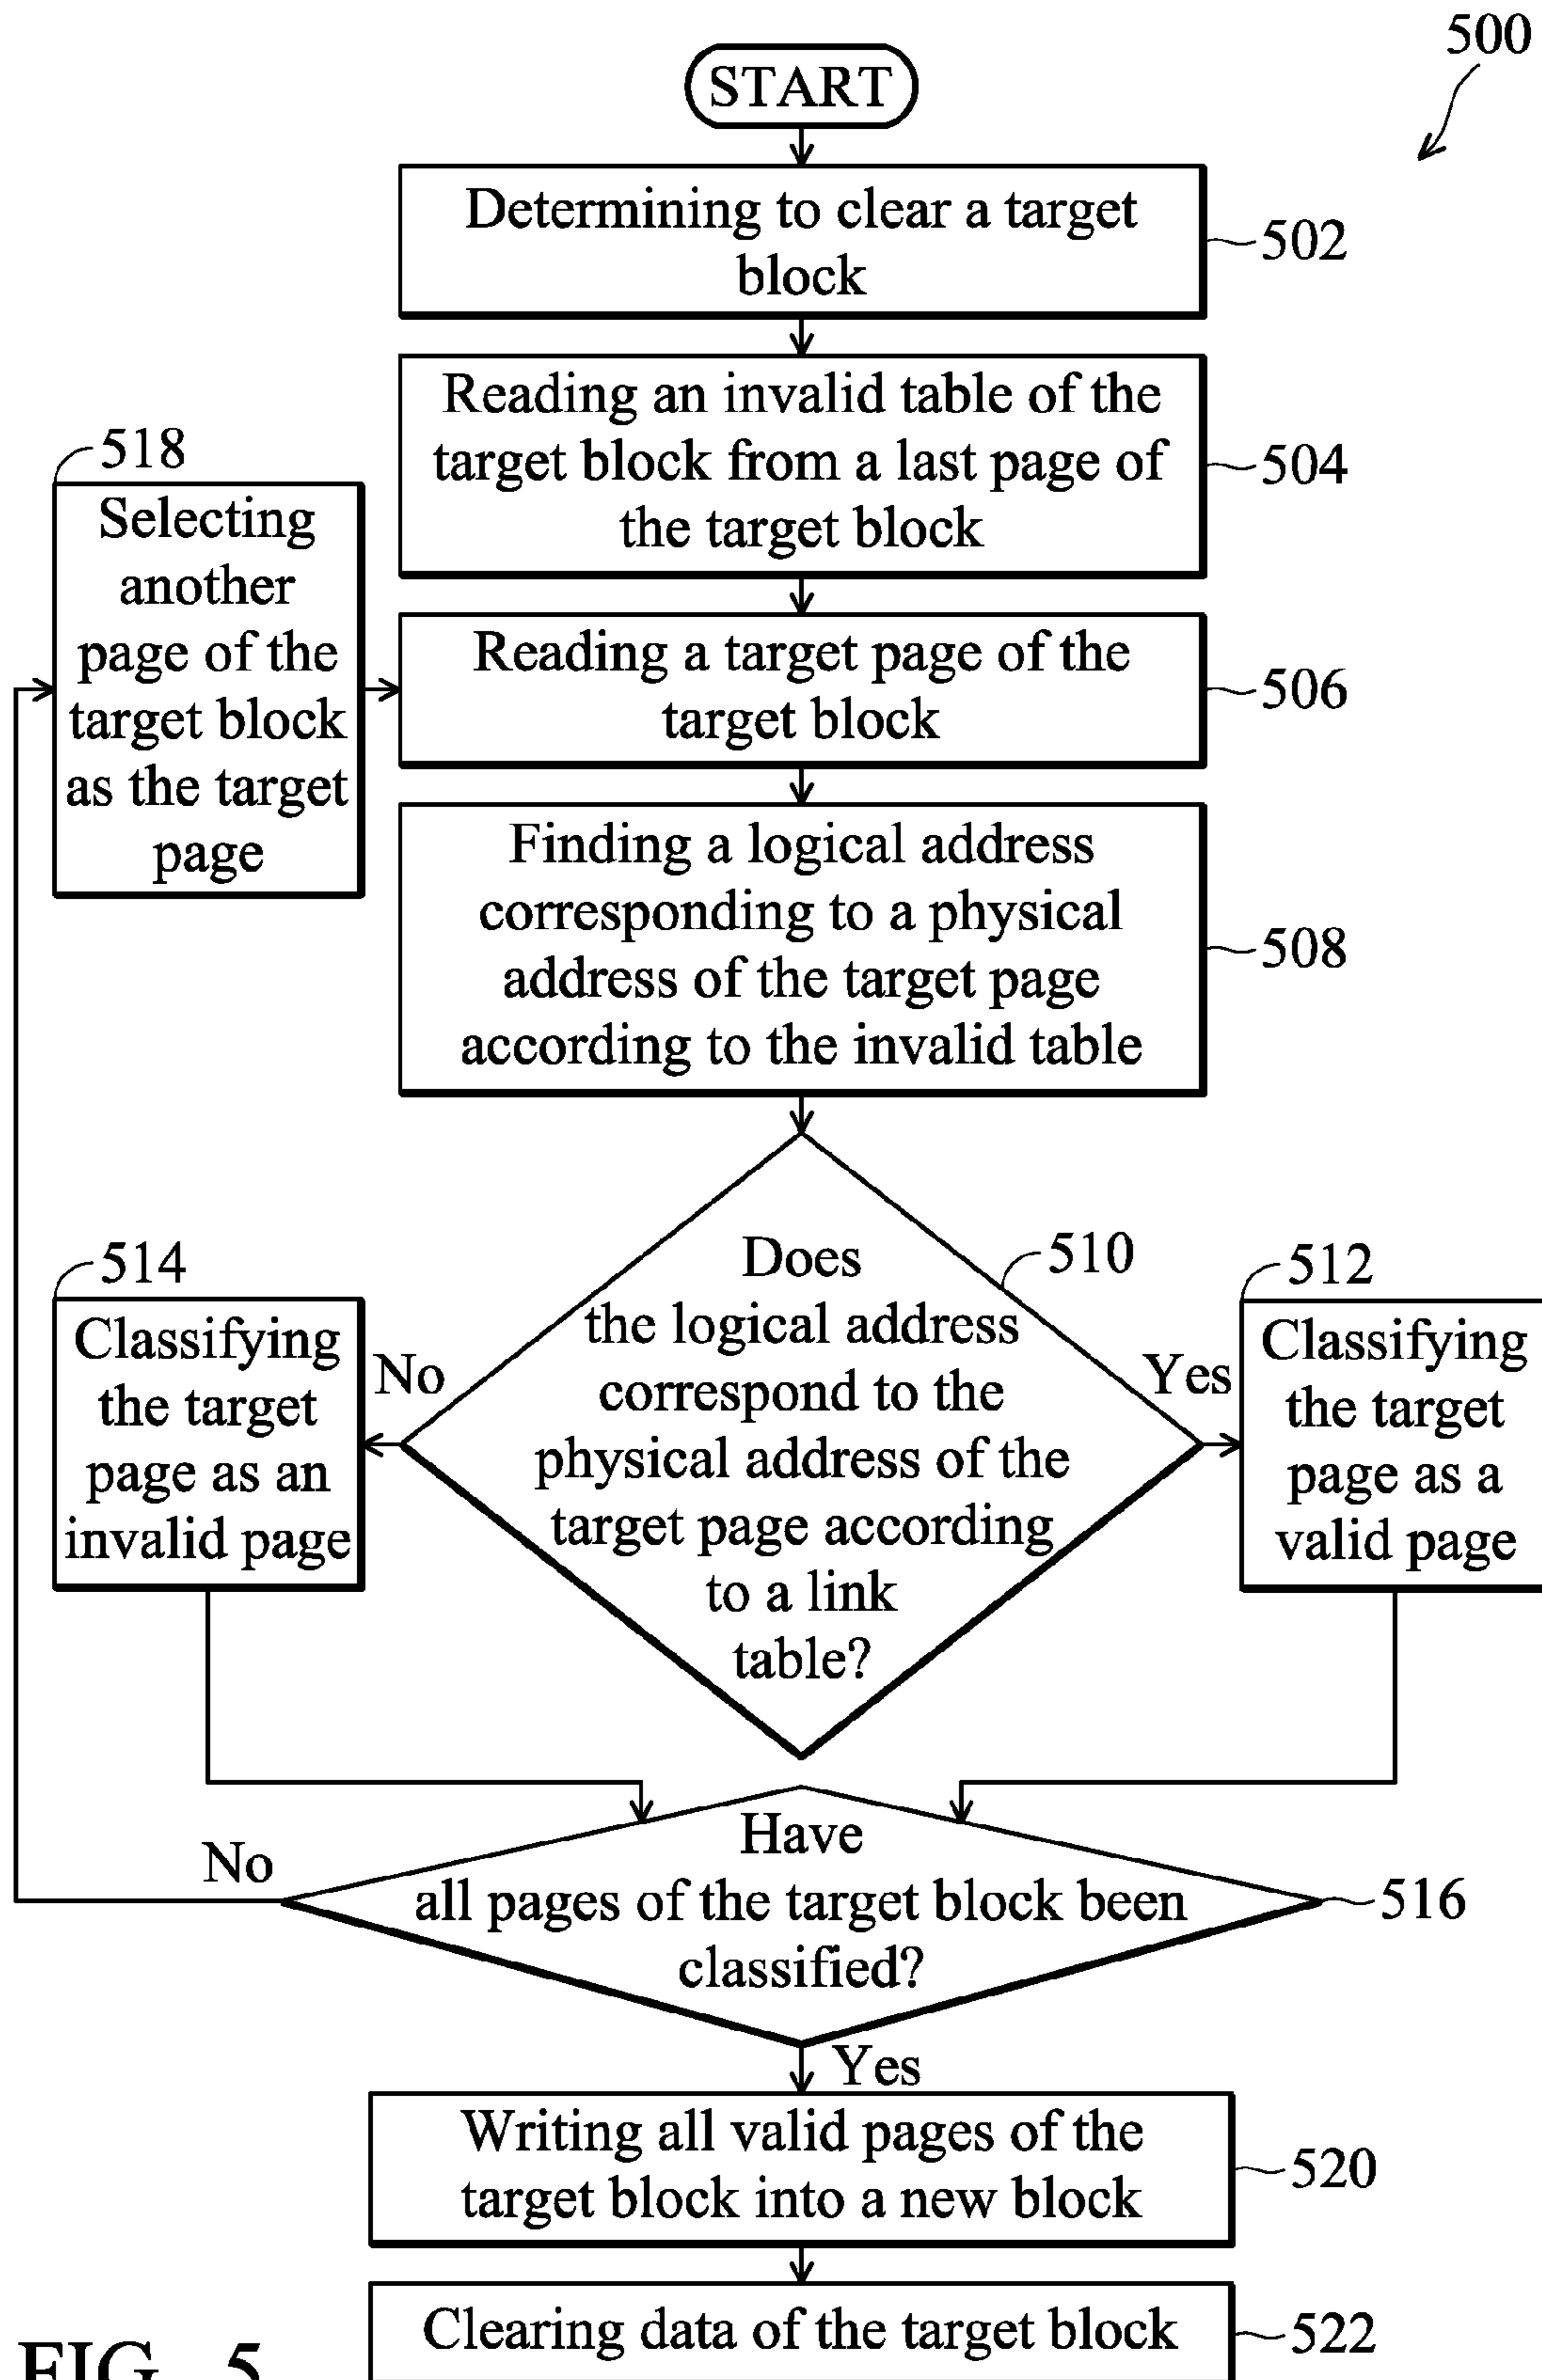 500
START
Determining to clear a target
block
502
Reading an invalid table of the
target block from a last page of
the target block
504
518
Selecting
another
page of the
target block
as the target
page
Reading a target page of the
target block
506
Finding a logical address
corresponding to a physical
address of the target page
according to the invalid table
508
Does
the logical address
correspond to the
physical address of the
target page according
to a link
table?
510
No
514
Classifying
the target
page as an
invalid page
Yes
512
Classifying
the target
page as a
valid page
Have
all pages of the target block been
classified?
516
No
Yes
Writing all valid pages of the
target block into a new block
520
Clearing data of the target block
522
FIG. 5